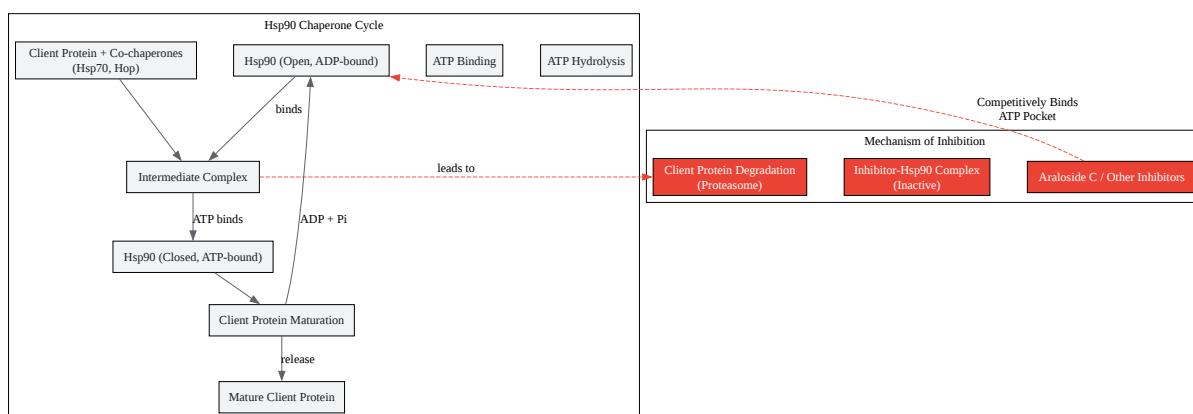 Hsp90 Chaperone Cycle
Client Protein + Co-chaperones
(Hsp70, Hop)
Hsp90 (Open, ADP-bound)
ATP Binding
ATP Hydrolysis
binds
Competitively Binds
ATP Pocket
Mechanism of Inhibition
Intermediate Complex
leads to
Client Protein Degradation
(Proteasome)
Inhibitor-Hsp90 Complex
(Inactive)
Araloside C / Other Inhibitors
ATP binds
ADP + Pi
Hsp90 (Closed, ATP-bound)
Client Protein Maturation
release
Mature Client Protein